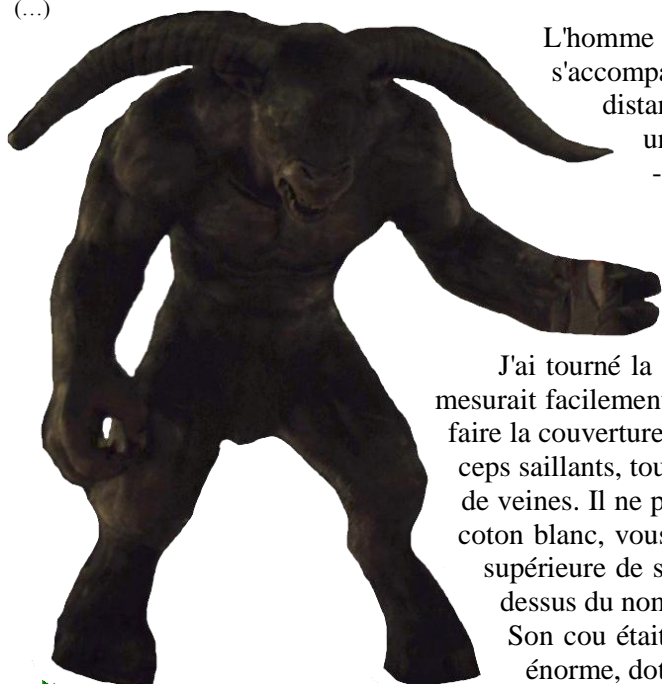 (…)
L'homme
s'accompa
distan
un
-
J'ai tourné la
mesurait facilement
faire la couverture
ceps saillants, tou
de veines. Il ne p
coton blanc, vous
supérieure de s
dessus du nom
Son cou était
énorme, dot